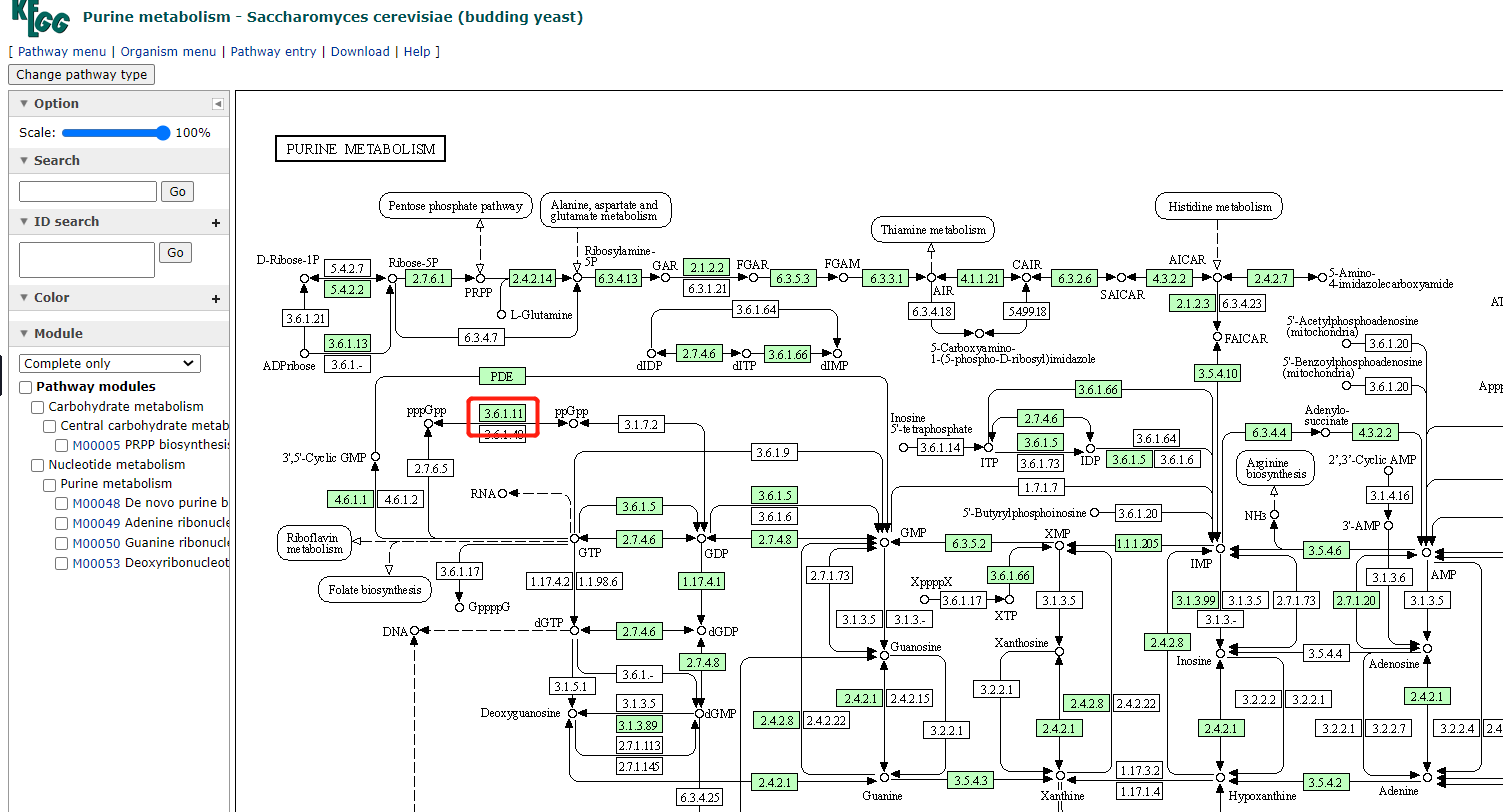 KEGG
Purine metabolism - Saccharomyces cerevisiae (budding yeast)
[ Pathway menu | Organism menu | Pathway entry | Download | Help ]
Change pathway type
Option
Scale: 100%
Search
Go
ID search +
Go
Color +
Module
Complete only
Pathway modules
Carbohydrate metabolism
Central carbohydrate metab
M00005 PRPP biosynthesis
Nucleotide metabolism
Purine metabolism
M00048 De novo purine b
M00049 Adenine ribonucle
M00050 Guanine ribonucle
M00053 Deoxyribonucleot
PURINE METABOLISM
Pentose phosphate pathway
Alanine, aspartate and
glutamate metabolism
Histidine metabolism
Thiamine metabolism
D-Ribose-1P
5.4.2.7
5.4.2.2
Ribose-5P
2.7.6.1
PRPP
2.4.2.14
Ribosylamine-
5P
6.3.4.13
GAR
2.1.2.2
6.3.1.21
FGAR
6.3.5.3
FGAM
6.3.3.1
AIR
4.1.1.21
CAIR
6.3.2.6
SAICAR
4.3.2.2
AICAR
2.4.2.7
5-Amino-
4-imidazolecarboxyamide
3.6.1.21
L-Glutamine
6.3.4.7
3.6.1.13
3.6.1.-
ADPribose
3.6.1.64
dIDP
2.7.4.6
dITP
3.6.1.66
dIMP
6.3.4.18
5.4.99.18
5-Carboxyamino-
1-(5-phospho-D-ribosyl)imidazole
2.1.2.3
6.3.4.23
FAICAR
3.5.4.10
5'-Acetylphosphoadenosine
(mitochondria)
3.6.1.20
5'-Benzoylphosphoadenosine
(mitochondria)
3.6.1.20
AT
Appp
PDE
pppGpp
3.6.1.11
3.6.1.40
ppGpp
3.1.7.2
2.7.6.5
3',5'-Cyclic GMP
4.6.1.1
4.6.1.2
RNA
Inosine
5'-tetraphosphate
3.6.1.14
ITP
3.6.1.66
2.7.4.6
3.6.1.5
3.6.1.73
IDP
3.6.1.64
3.6.1.5
3.6.1.6
1.7.1.7
5'-Butyrylphosphoinosine
3.6.1.20
6.3.4.4
Adenylo-
succinate
4.3.2.2
Arginine
biosynthesis
NH3
2',3'-Cyclic AMP
3.1.4.16
3'-AMP
3.6.1.9
3.6.1.5
3.6.1.5
3.6.1.6
Riboflavin
metabolism
Folate biosynthesis
GTP
2.7.4.6
GDP
2.7.4.8
GMP
6.3.5.2
XMP
1.1.1.205
IMP
3.5.4.6
AMP
3.6.1.17
GppppG
1.17.4.2
1.1.98.6
1.17.4.1
2.7.1.73
3.1.3.5
3.1.3.-
XppppX
3.6.1.17
3.6.1.66
XTP
3.1.3.5
3.1.3.99
3.1.3.5
3.1.3.-
2.7.1.73
2.7.1.20
3.1.3.6
3.1.3.5
DNA
dGTP
2.7.4.6
dGDP
2.7.4.8
3.6.1.-
3.1.5.1
3.1.3.5
3.1.3.89
2.7.1.113
2.7.1.145
Deoxyguanosine
dGMP
6.3.4.25
Guanosine
2.4.2.1
2.4.2.15
2.4.2.8
2.4.2.22
3.2.2.1
Xanthosine
3.2.2.1
2.4.2.8
2.4.2.22
2.4.2.1
2.4.2.8
Inosine
3.5.4.4
Adenosine
3.2.2.2
3.2.2.1
2.4.2.1
3.2.2.1
3.2.2.7
2.4.2.1
3.2.2.4
2.4
2.4.2.1
Guanine
3.5.4.3
Xanthine
1.17.3.2
1.17.1.4
Hypoxanthine
3.5.4.2
Adenine